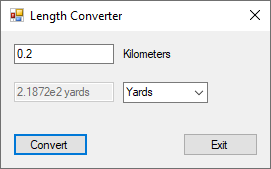 Length Converter
0.2 Kilometers
2.1872e2 yards Yards
Convert Exit